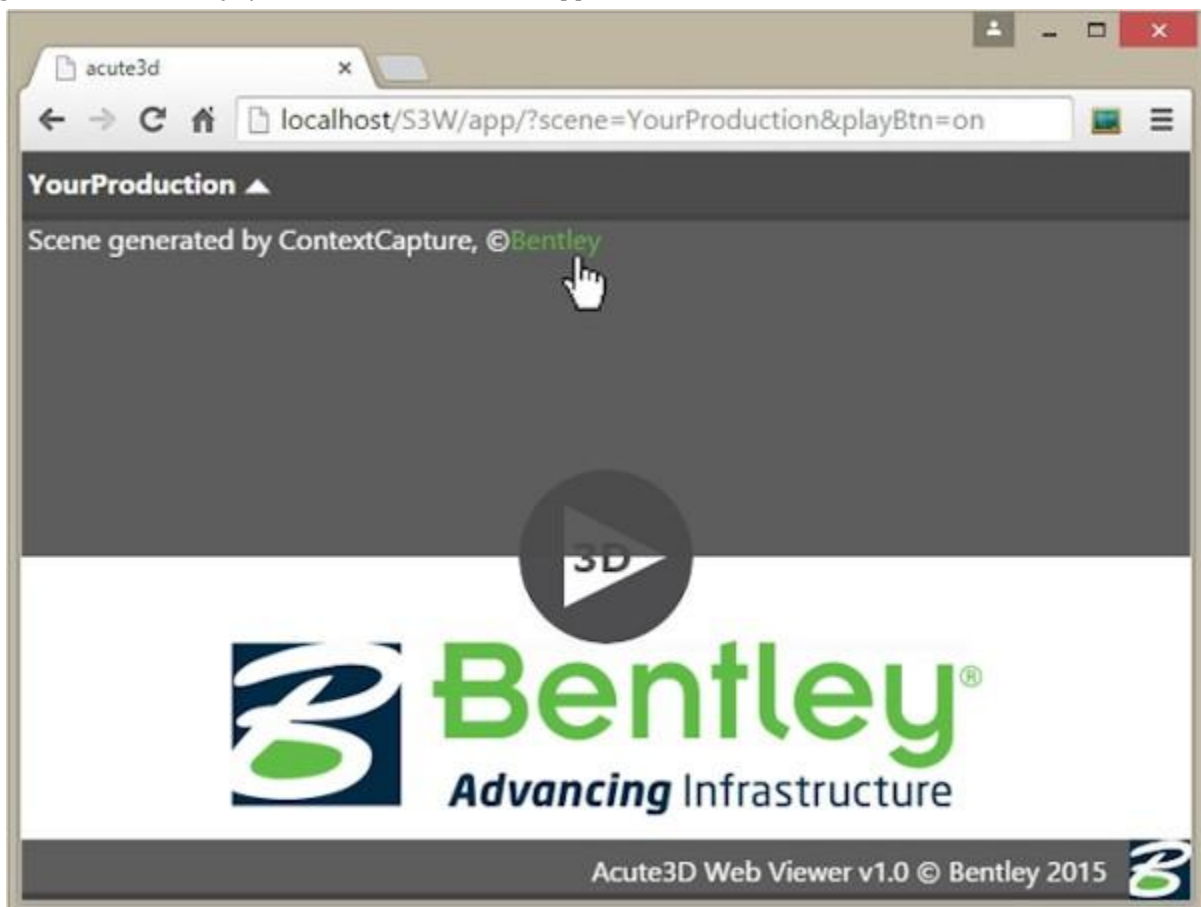 acute3d
localhost/S3W/app/?scene=YourProduction&playBtn=on
YourProduction
Scene generated by ContextCapture, ©Bentley
3D
Bentley®
Advancing Infrastructure
Acute3D Web Viewer v1.0 © Bentley 2015